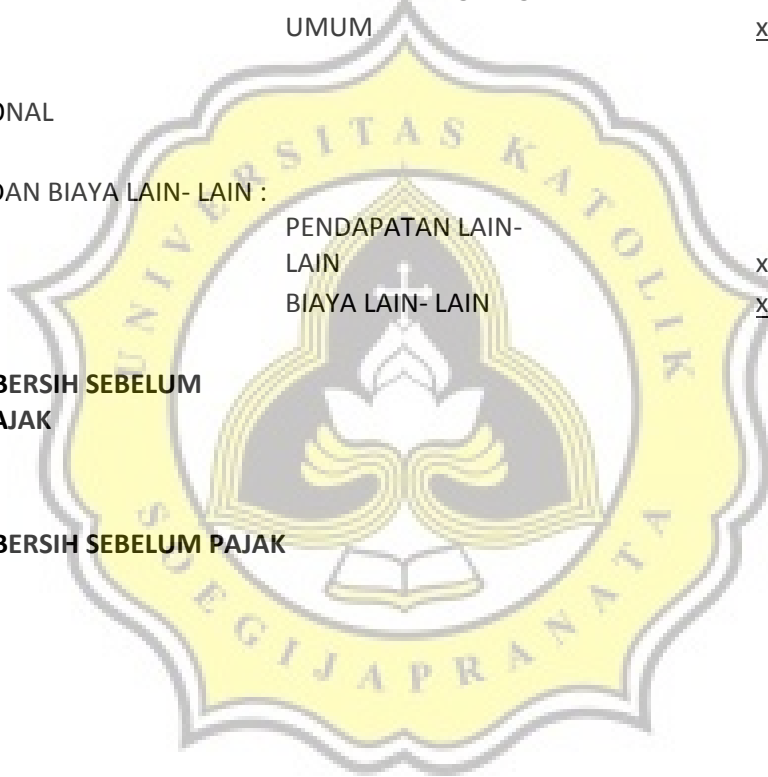 UMUM x
ONAL
DAN BIAYA LAIN- LAIN :
PENDAPATAN LAIN-
LAIN x
BIAYA LAIN- LAIN x
BERSIH SEBELUM
AJAK
BERSIH SEBELUM PAJAK
UNIVERSITAS KATOLIK
SOEGIJAPRANATA